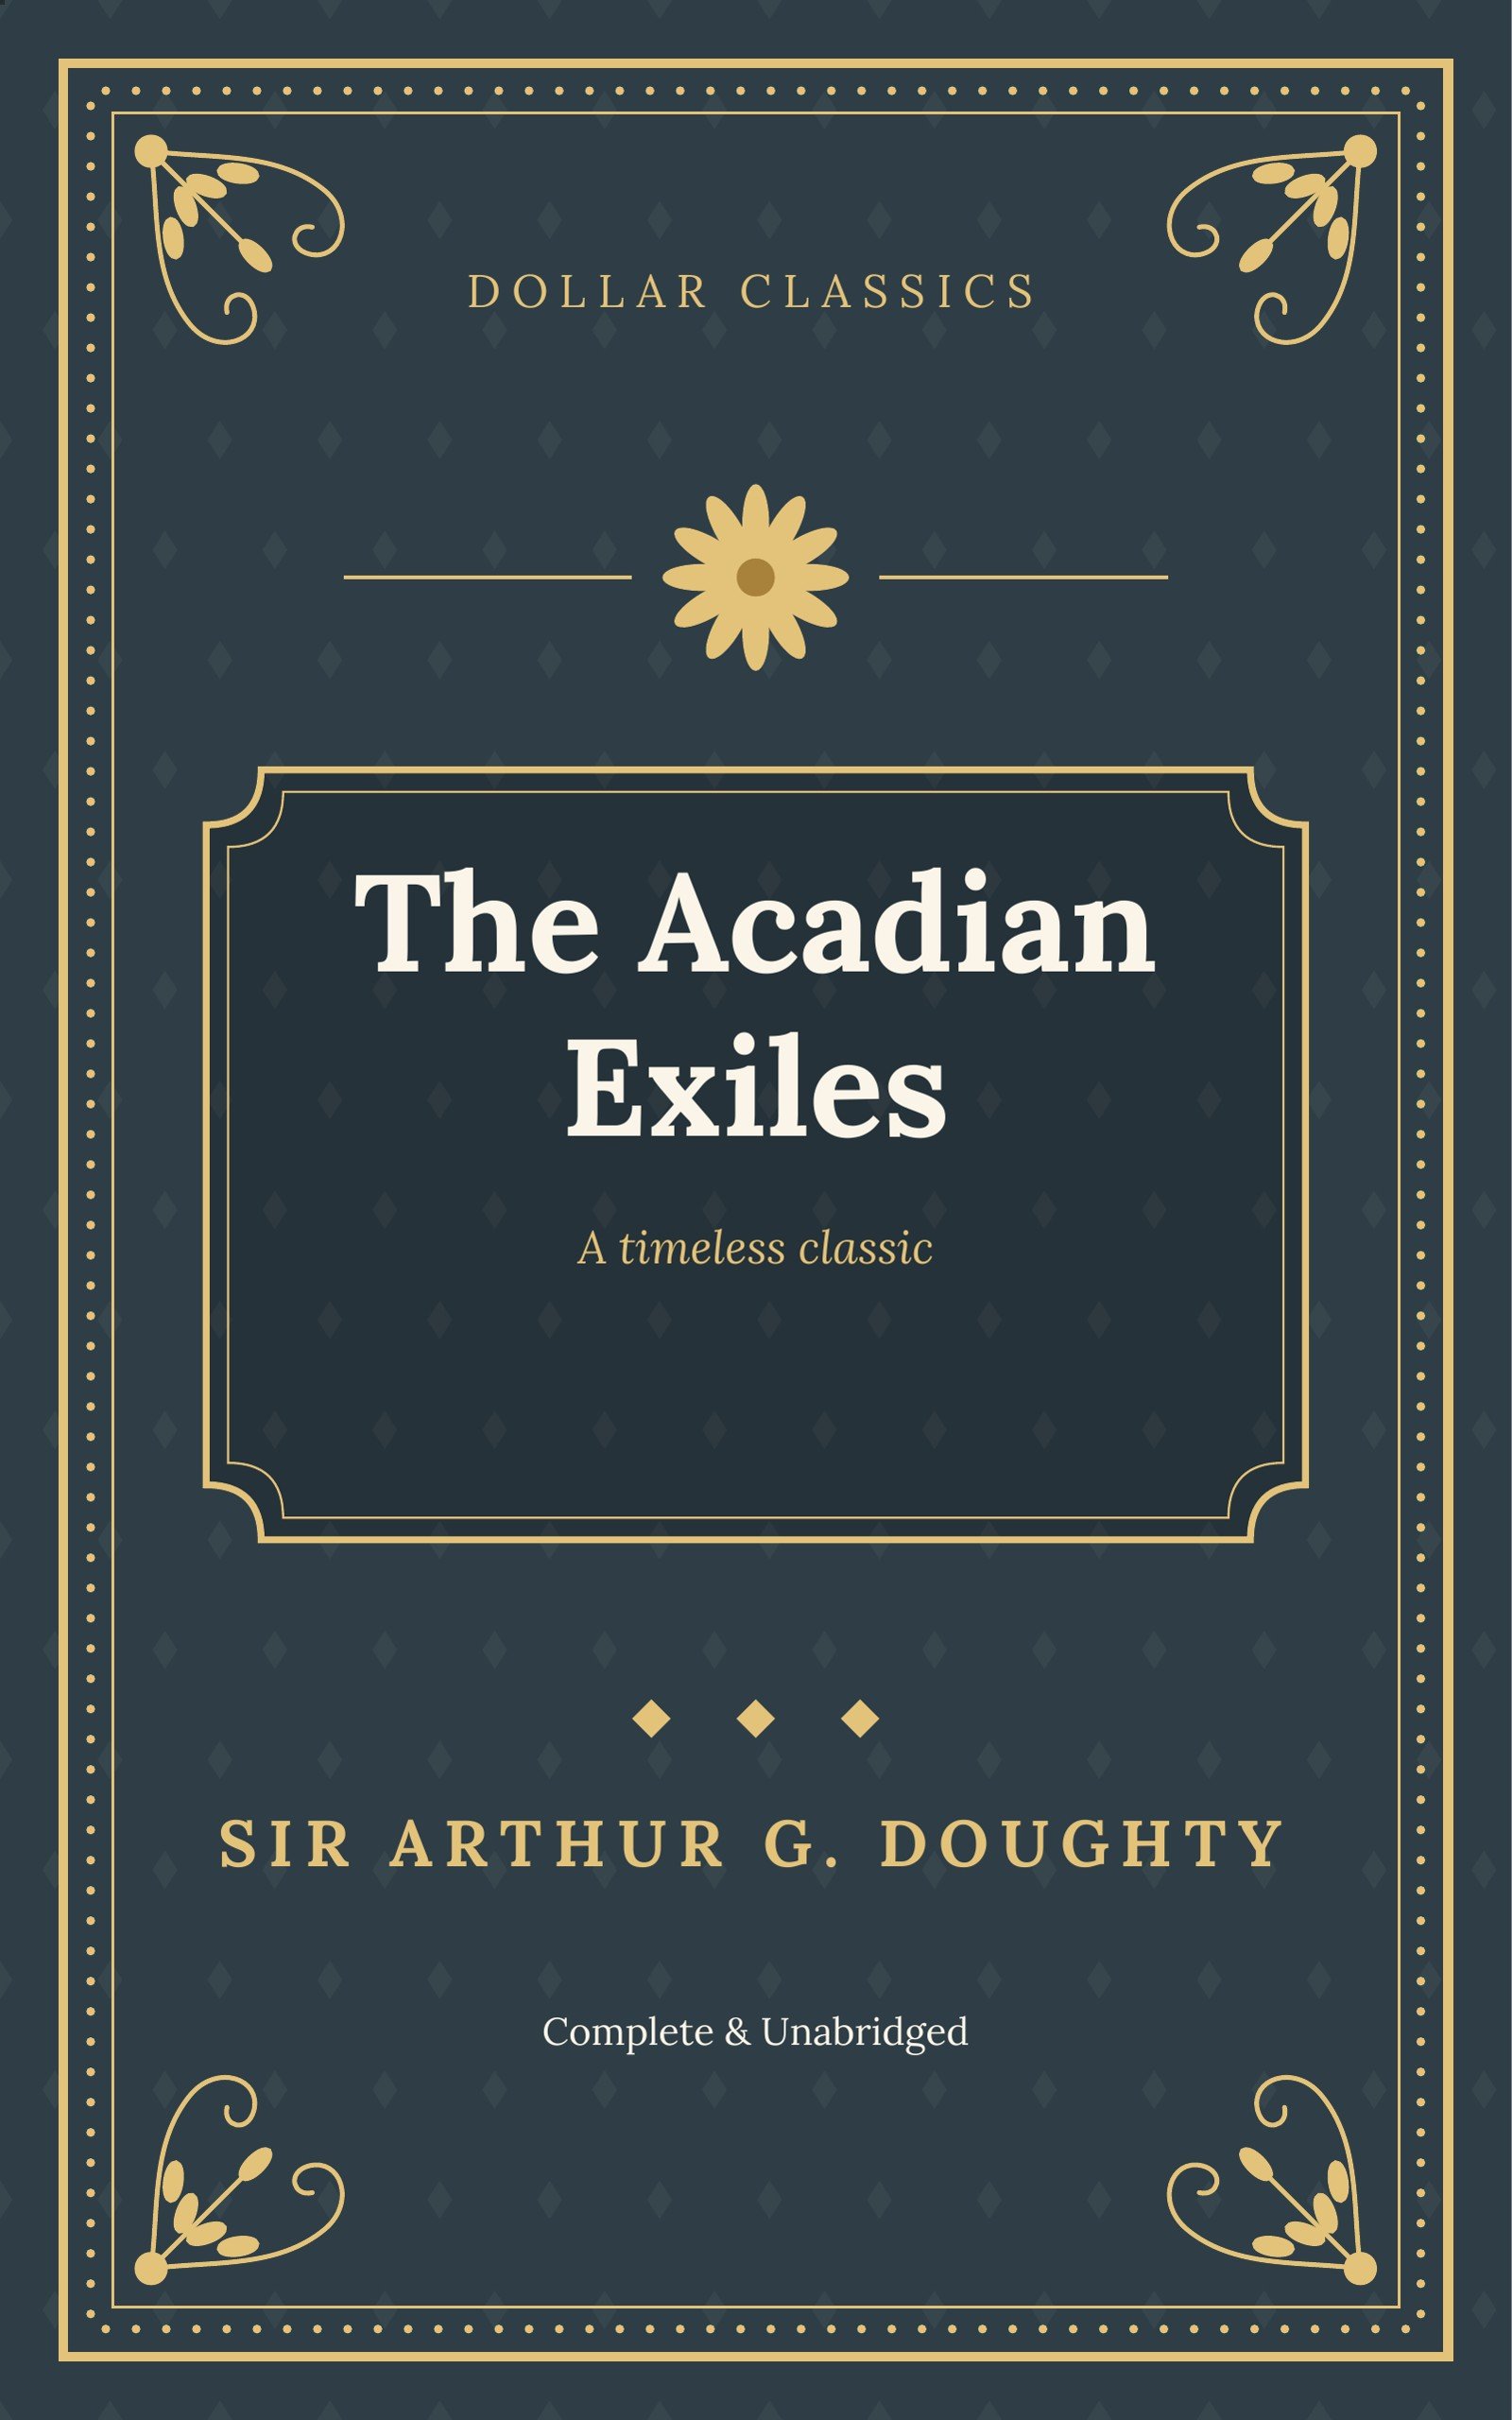 DOLLAR CLASSICS
The Acadian
Exiles
A timeless classic
SIR ARTHUR G. DOUGHTY
Complete & Unabridged